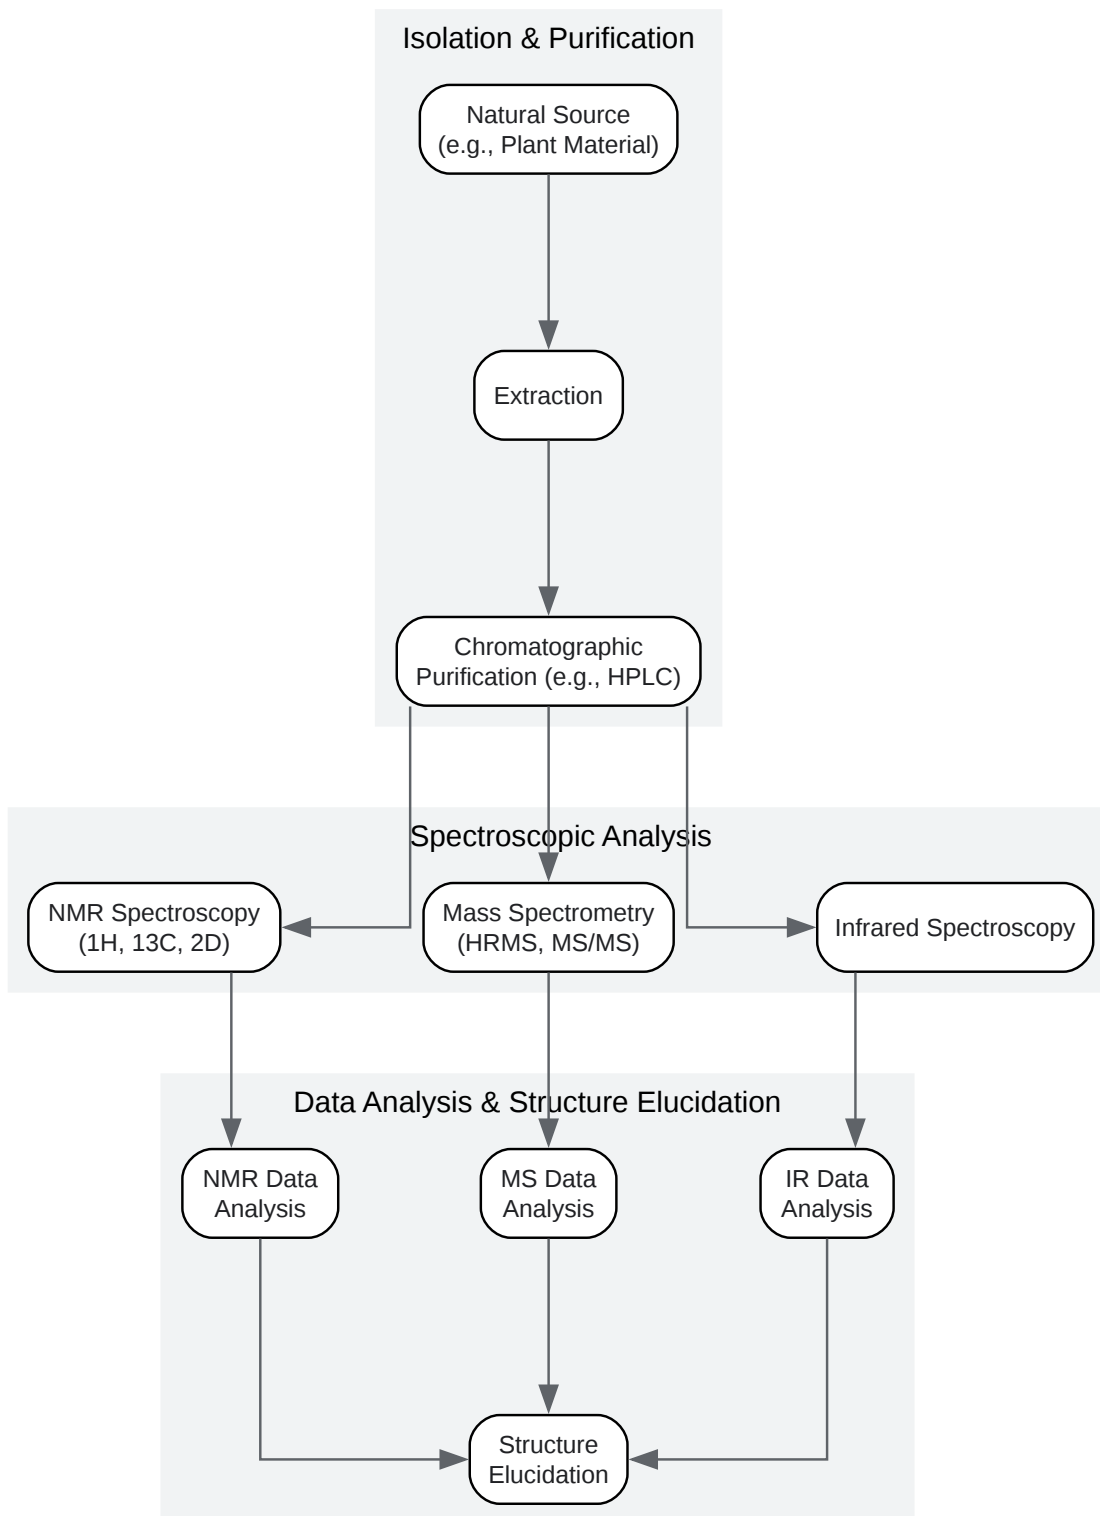 Isolation & Purification
Natural Source
(e.g., Plant Material)
Extraction
Chromatographic
Purification (e.g., HPLC)
Spectroscopic Analysis
NMR Spectroscopy
(1H, 13C, 2D)
Mass Spectrometry
(HRMS, MS/MS)
Infrared Spectroscopy
Data Analysis & Structure Elucidation
NMR Data
Analysis
MS Data
Analysis
IR Data
Analysis
Structure
Elucidation